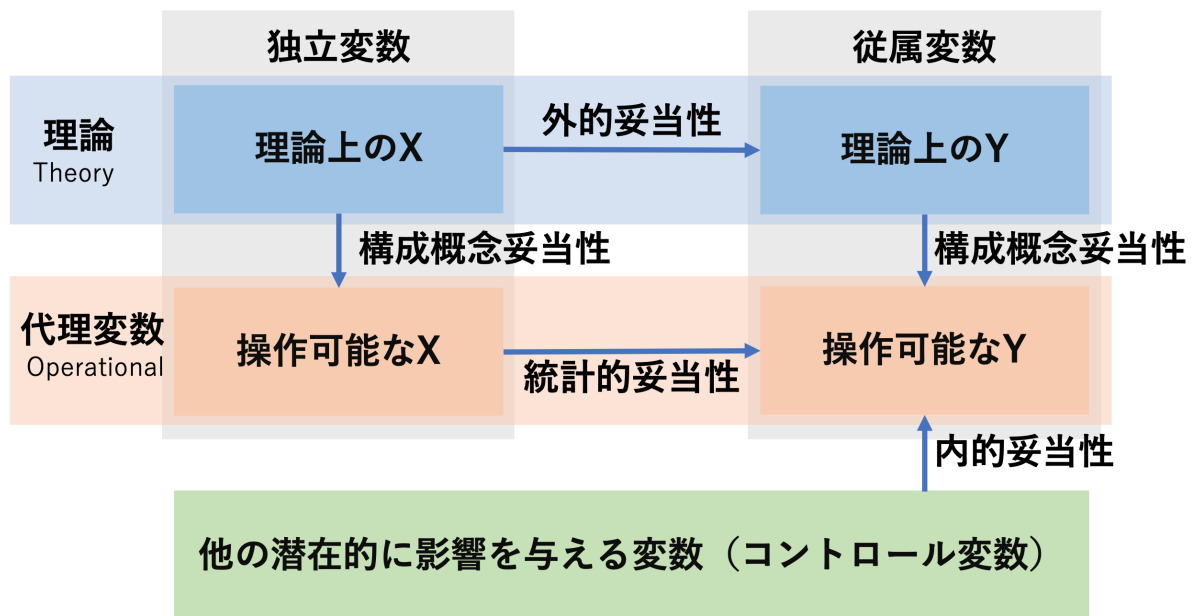 独立変数
従属変数
理論
Theory
理論上のX
外的妥当性
理論上のY
構成概念妥当性
構成概念妥当性
代理変数
Operational
操作可能なX
統計的妥当性
操作可能なY
内的妥当性
他の潜在的に影響を与える変数（コントロール変数）